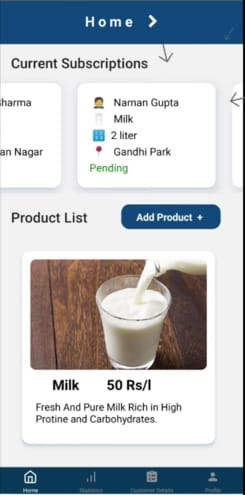 Home
Current Subscriptions
harma
an Nagar
Naman Gupta
Milk
2 liter
Gandhi Park
Pending
Product List
Add Product +
Milk 50 Rs/l
Fresh And Pure Milk Rich in High
Protine and Carbohydrates.
Home Statistics Customer Details Profile